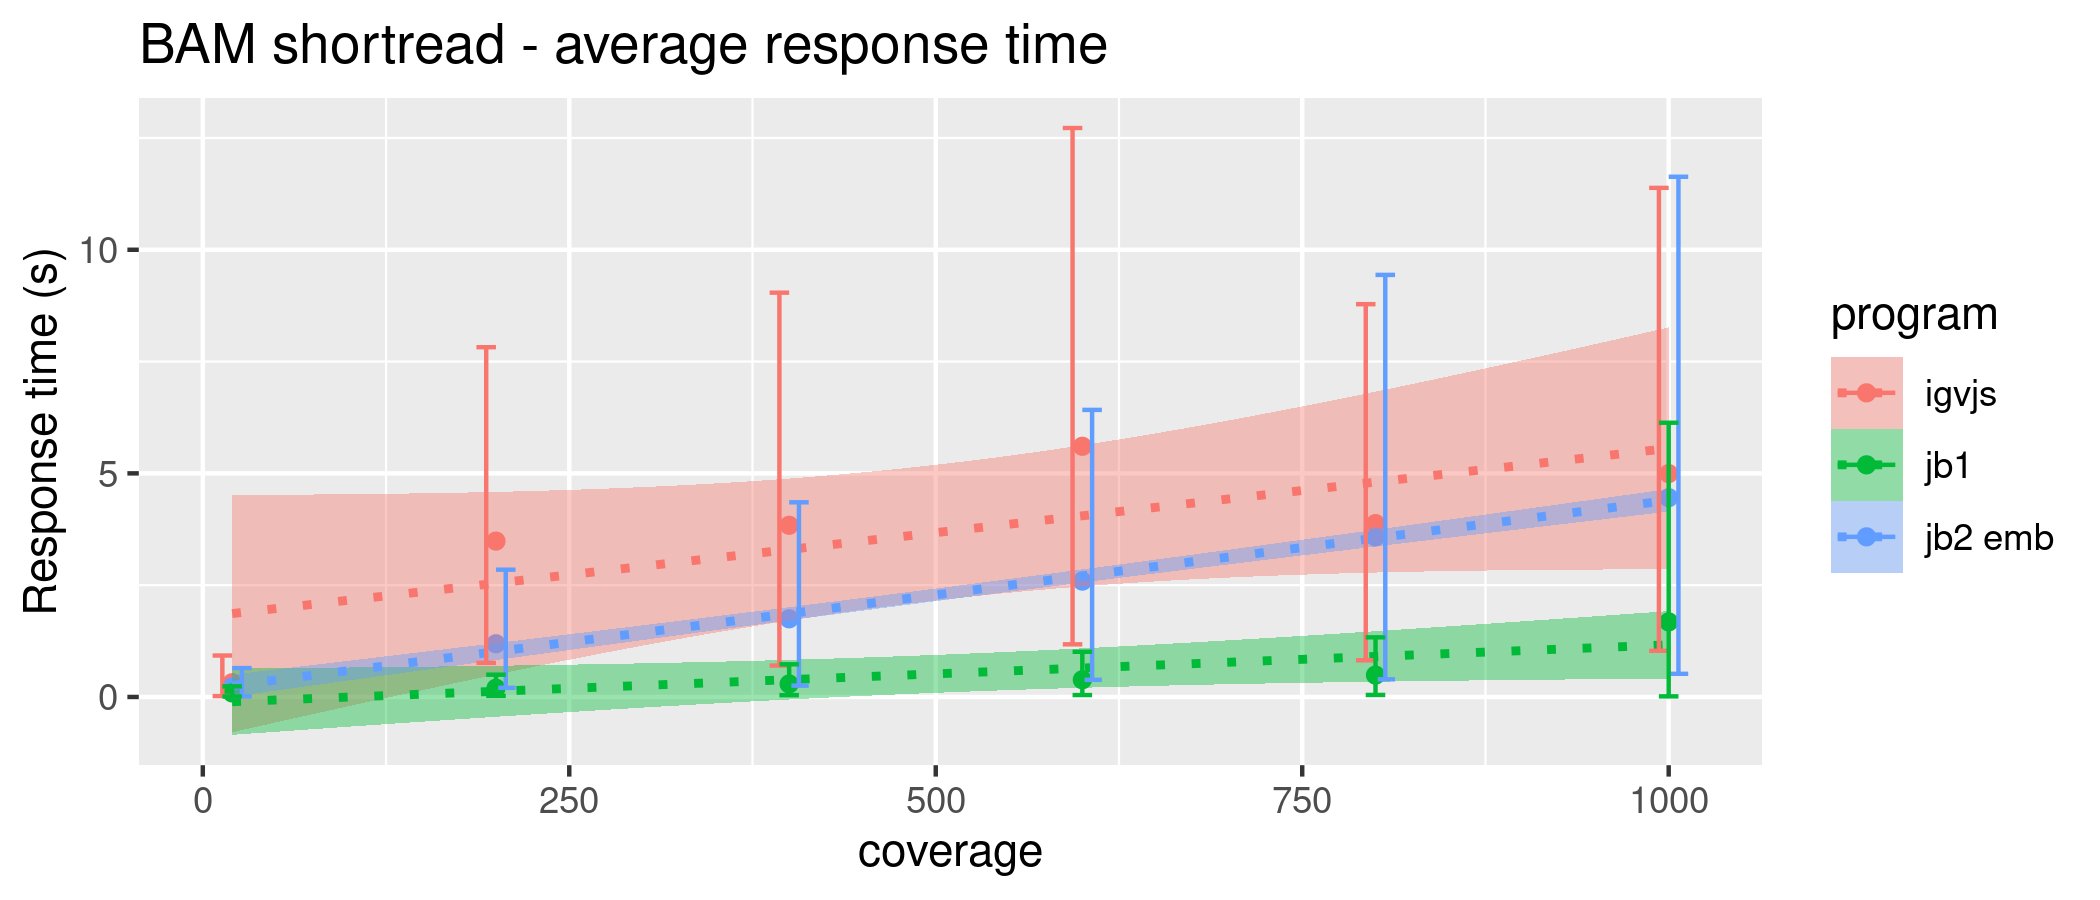 BAM shortread - average response time
Response time (s)
10
5
0
0
250
500
750
1000
coverage
program
igvjs
jb1
jb2 emb